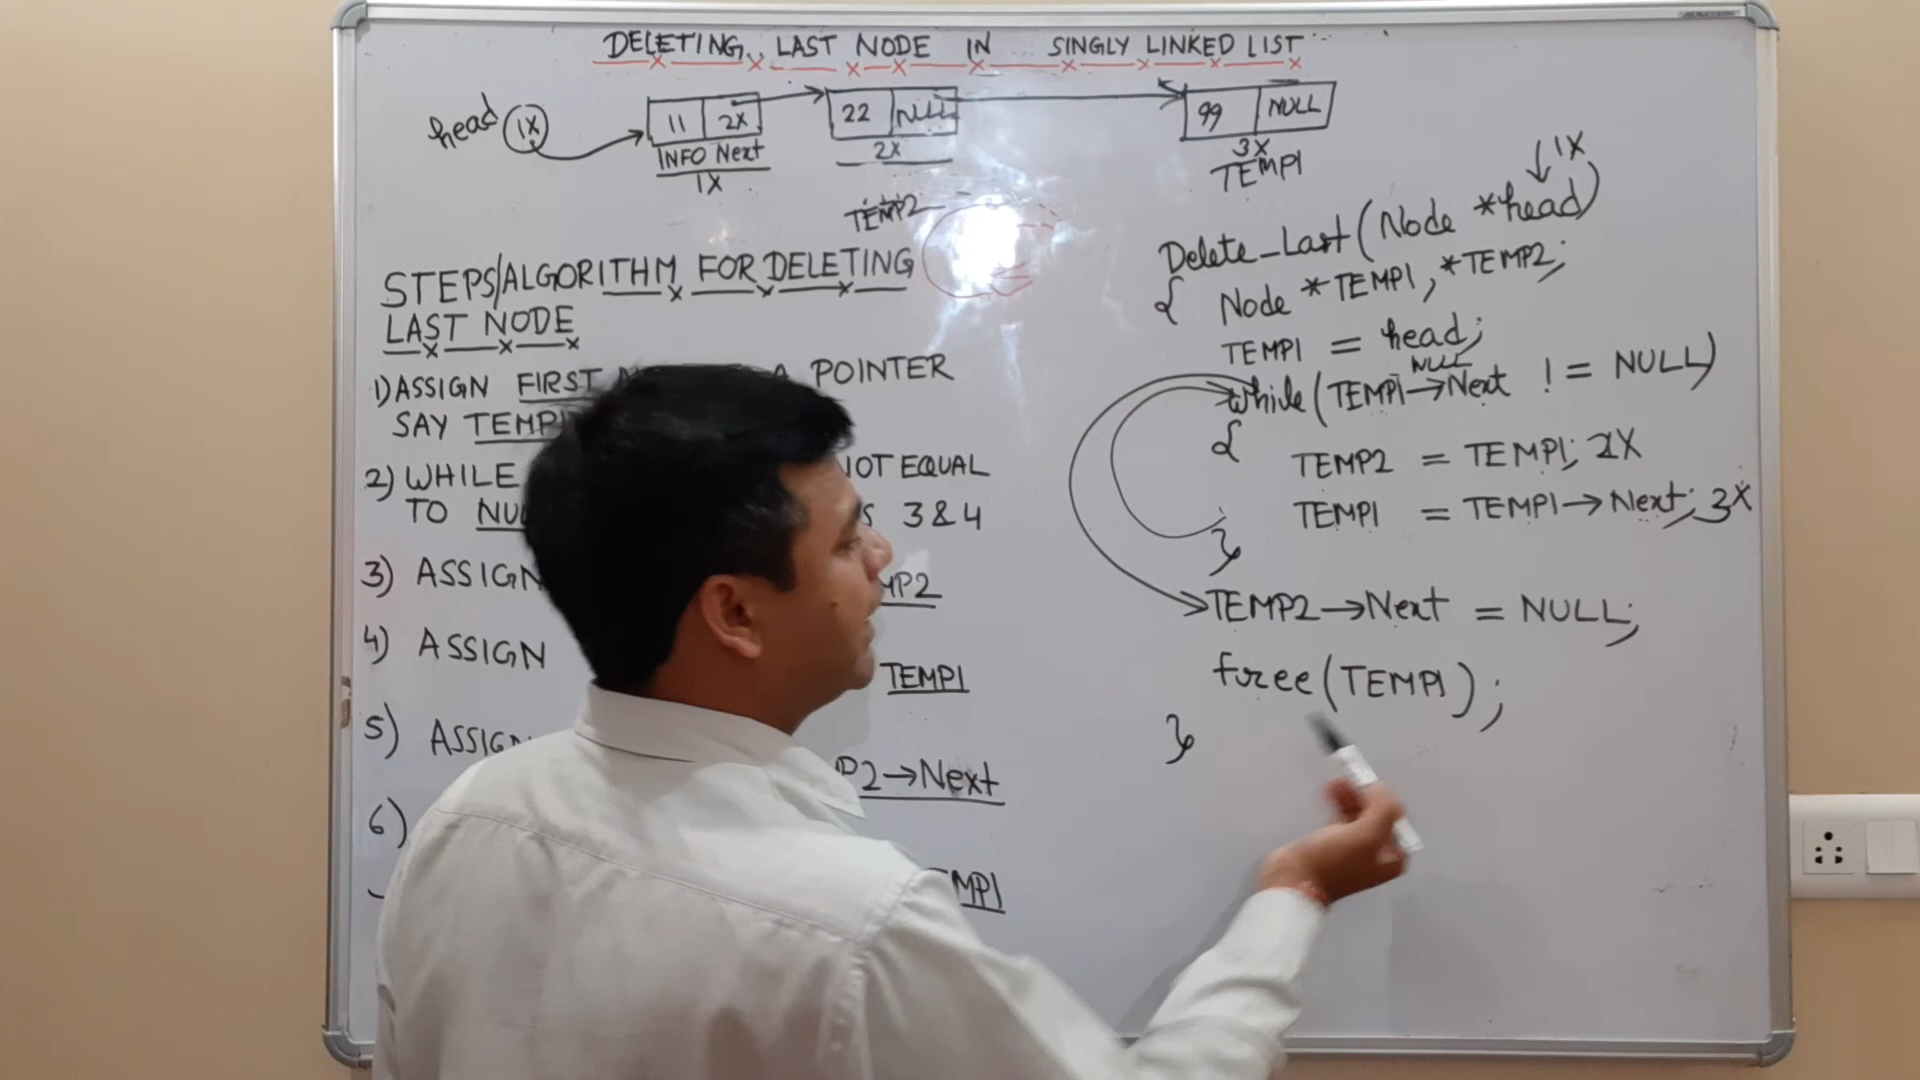 DELETING LAST NODE IN SINGLY LINKED LIST
head 1X 11 2X 22 NULL 99 NULL
INFO Next 2X 3X
1X TEMP2 TEMP1
STEPS/ALGORITHM FOR DELETING
LAST NODE
1) ASSIGN FIRST A POINTER
SAY TEMP
2) WHILE NOT EQUAL
TO 3 & 4
3) ASSIGN
4) ASSIGN TEMP1
5)
→Next
6)
1X
Delete_Last(Node *head)
{ Node *TEMP1, *TEMP2;
TEMP1 = head;
NULL
while(TEMP1→Next != NULL)
{
TEMP2 = TEMP1; 2X
TEMP1 = TEMP1→Next; 3X
}
TEMP2→Next = NULL;
free(TEMP1);
}